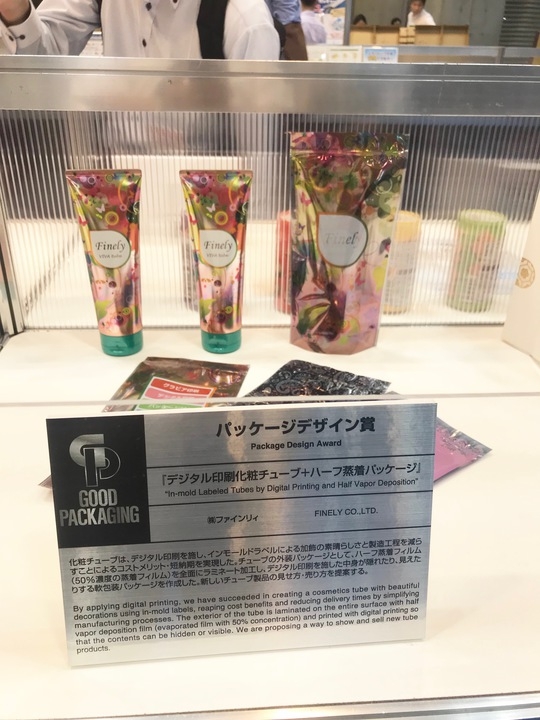 Finely
VIVA balm
Finely
VIVA balm
Finely
グラビア印刷
パッケージデザイン賞
Package Design Award
GOOD
PACKAGING
『デジタル印刷化粧チューブ+ハーフ蒸着パッケージ』
"In-mold Labeled Tubes by Digital Printing and Half Vapor Deposition"
㈱ファインリィ FINELY CO.,LTD.
化粧チューブは、デジタル印刷を施し、インモールドラベルによる加飾の素晴らしさと製造工程を減ら
すことによるコストメリット・短納期を実現した。チューブの外装パッケージとして、ハーフ蒸着フィルム
(50%濃度の蒸着フィルム)を全面にラミネート加工し、デジタル印刷を施した中身が隠れたり、見えた
りする軟包装パッケージを作成した。新しいチューブ製品の見せ方・売り方を提案する。
By applying digital printing, we have succeeded in creating a cosmetics tube with beautiful
decorations using in-mold labels, reaping cost benefits and reducing delivery times by simplifying
manufacturing processes. The exterior of the tube is laminated on the entire surface with half
vapor deposition film (evaporated film with 50% concentration) and printed with digital printing so
that the contents can be hidden or visible. We are proposing a way to show and sell new tube
products.